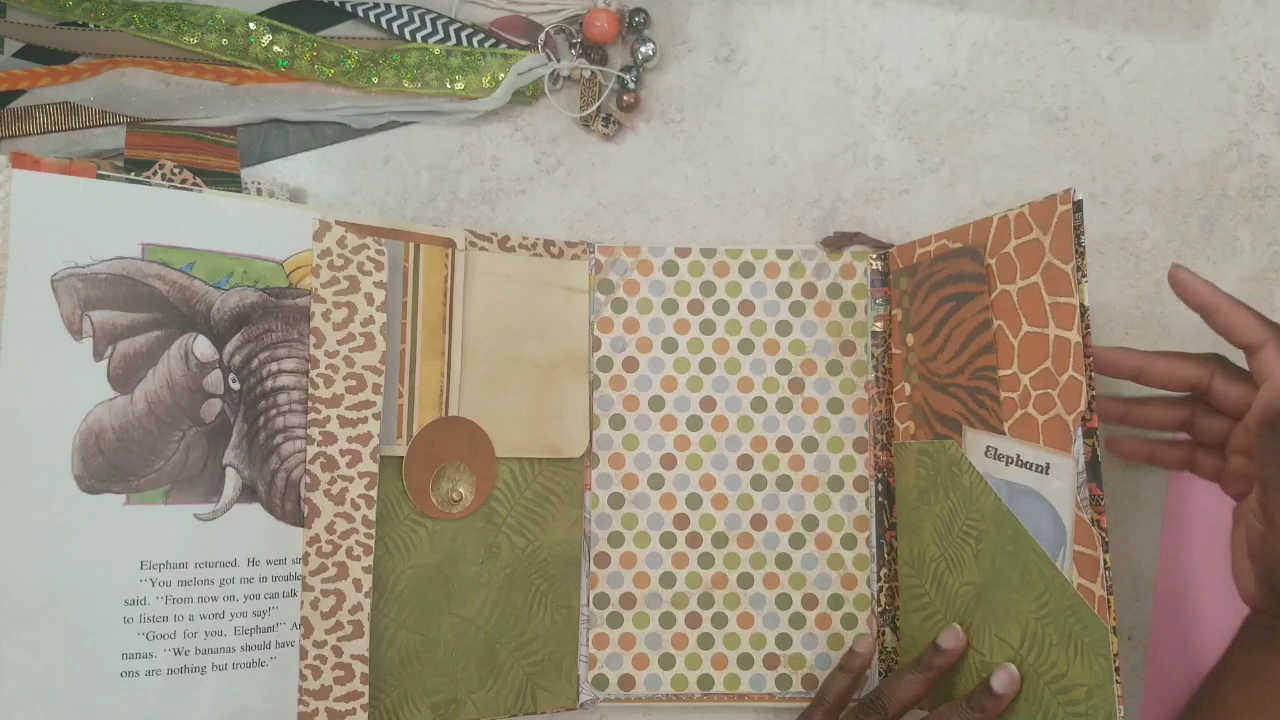 Elephant returned. He went
"You melons got me in trouble
said. "From now on, you can talk
to listen to a word you say!"
"Good for you, Elephant!"
nanas. "We bananas should have
ons are nothing but trouble."
Elephant